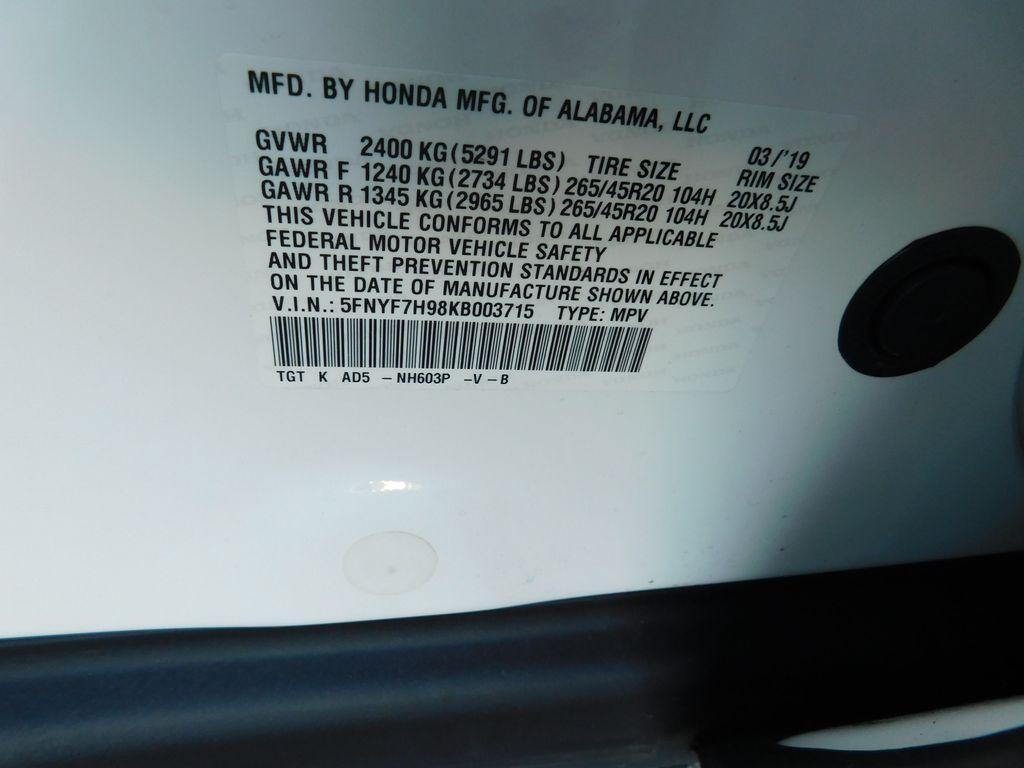 MFD. BY HONDA MFG. OF ALABAMA, LLC
03/'19
GVWR 2400 KG(5291 LBS) TIRE SIZE RIM SIZE
GAWR F 1240 KG(2734 LBS) 265/45R20 104H 20X8.5J
GAWR R 1345 KG(2965 LBS) 265/45R20 104H 20X8.5J
THIS VEHICLE CONFORMS TO ALL APPLICABLE
FEDERAL MOTOR VEHICLE SAFETY
AND THEFT PREVENTION STANDARDS IN EFFECT
ON THE DATE OF MANUFACTURE SHOWN ABOVE.
V.I.N.: 5FNYF7H98KB003715 TYPE: MPV
TGT K AD5 -NH603P -V-B